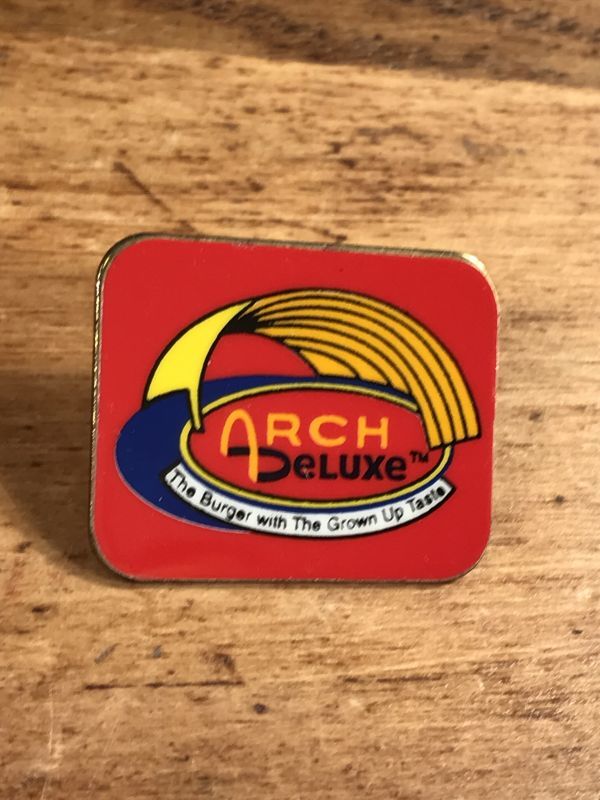 ARCH
DeLUXe™
The Burger with The Grown Up Taste